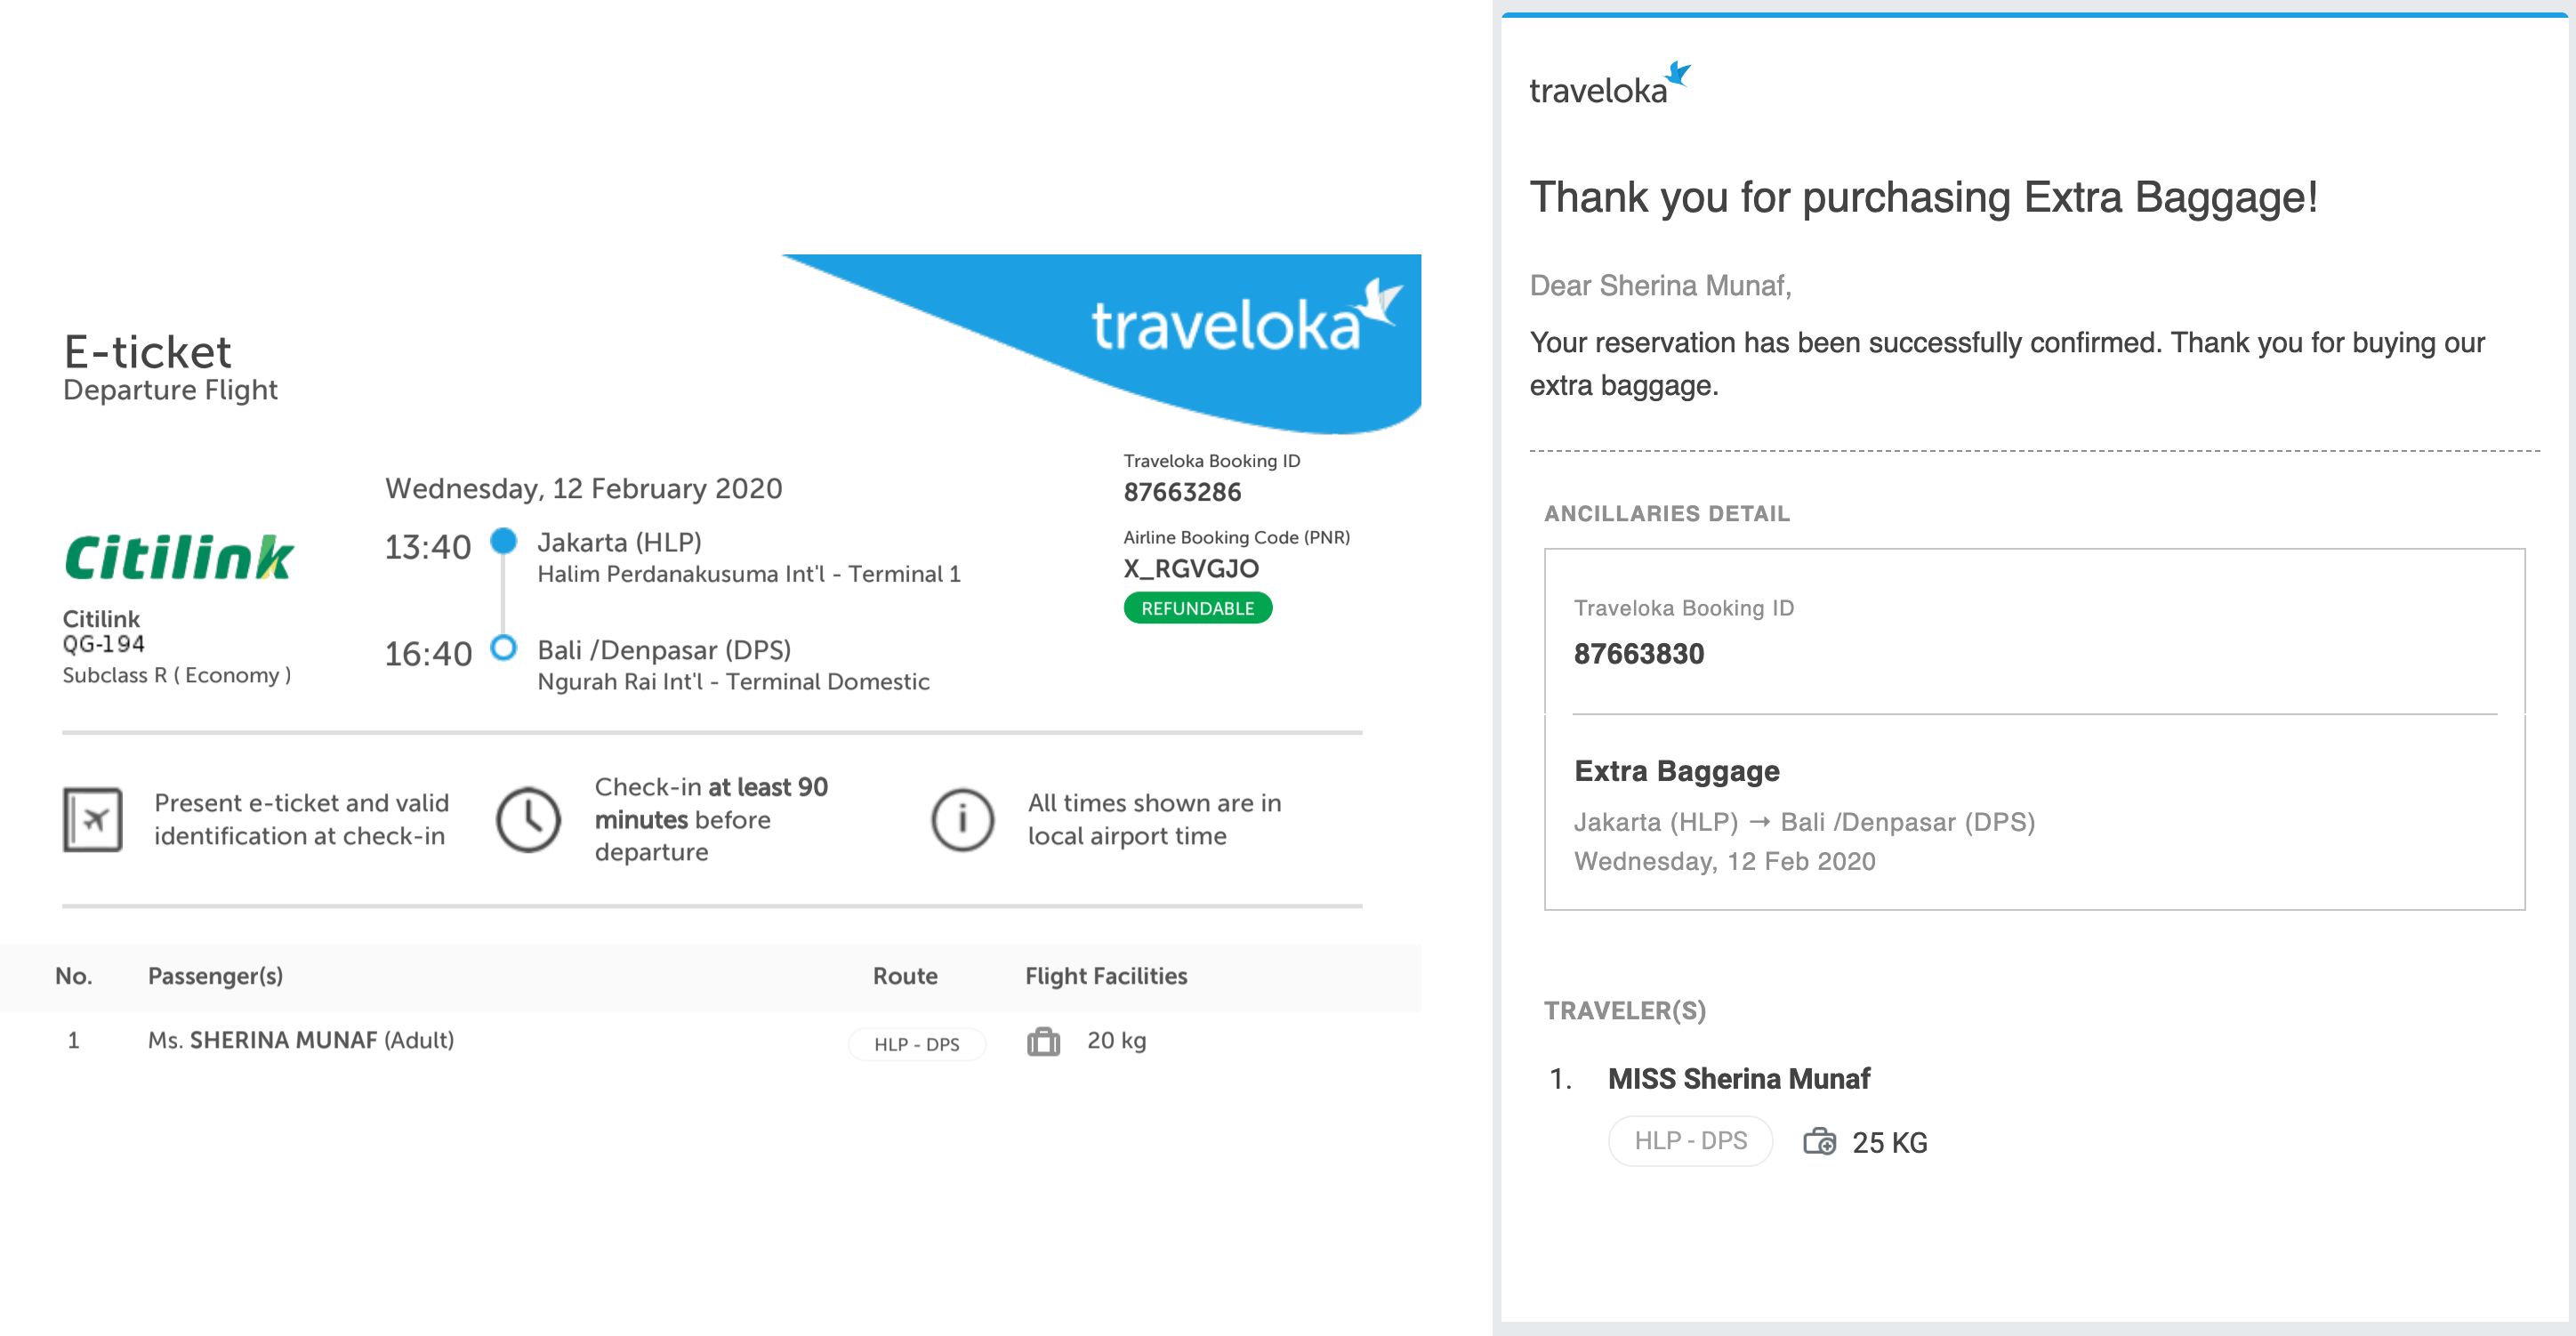 traveloka
E-ticket
Departure Flight
Traveloka Booking ID
87663286
Wednesday, 12 February 2020
Citilink
13:40
Jakarta (HLP)
Halim Perdanakusuma Int'l - Terminal 1
Airline Booking Code (PNR)
X_RGVGJO
REFUNDABLE
Citilink
QG-194
Subclass R ( Economy )
16:40
Bali /Denpasar (DPS)
Ngurah Rai Int'l - Terminal Domestic
Present e-ticket and valid
identification at check-in
Check-in at least 90
minutes before
departure
All times shown are in
local airport time
No. Passenger(s) Route Flight Facilities
1 Ms. SHERINA MUNAF (Adult) HLP - DPS 20 kg
traveloka
Thank you for purchasing Extra Baggage!
Dear Sherina Munaf,
Your reservation has been successfully confirmed. Thank you for buying our
extra baggage.
ANCILLARIES DETAIL
Traveloka Booking ID
87663830
Extra Baggage
Jakarta (HLP) → Bali /Denpasar (DPS)
Wednesday, 12 Feb 2020
TRAVELER(S)
1. MISS Sherina Munaf
HLP - DPS 25 KG